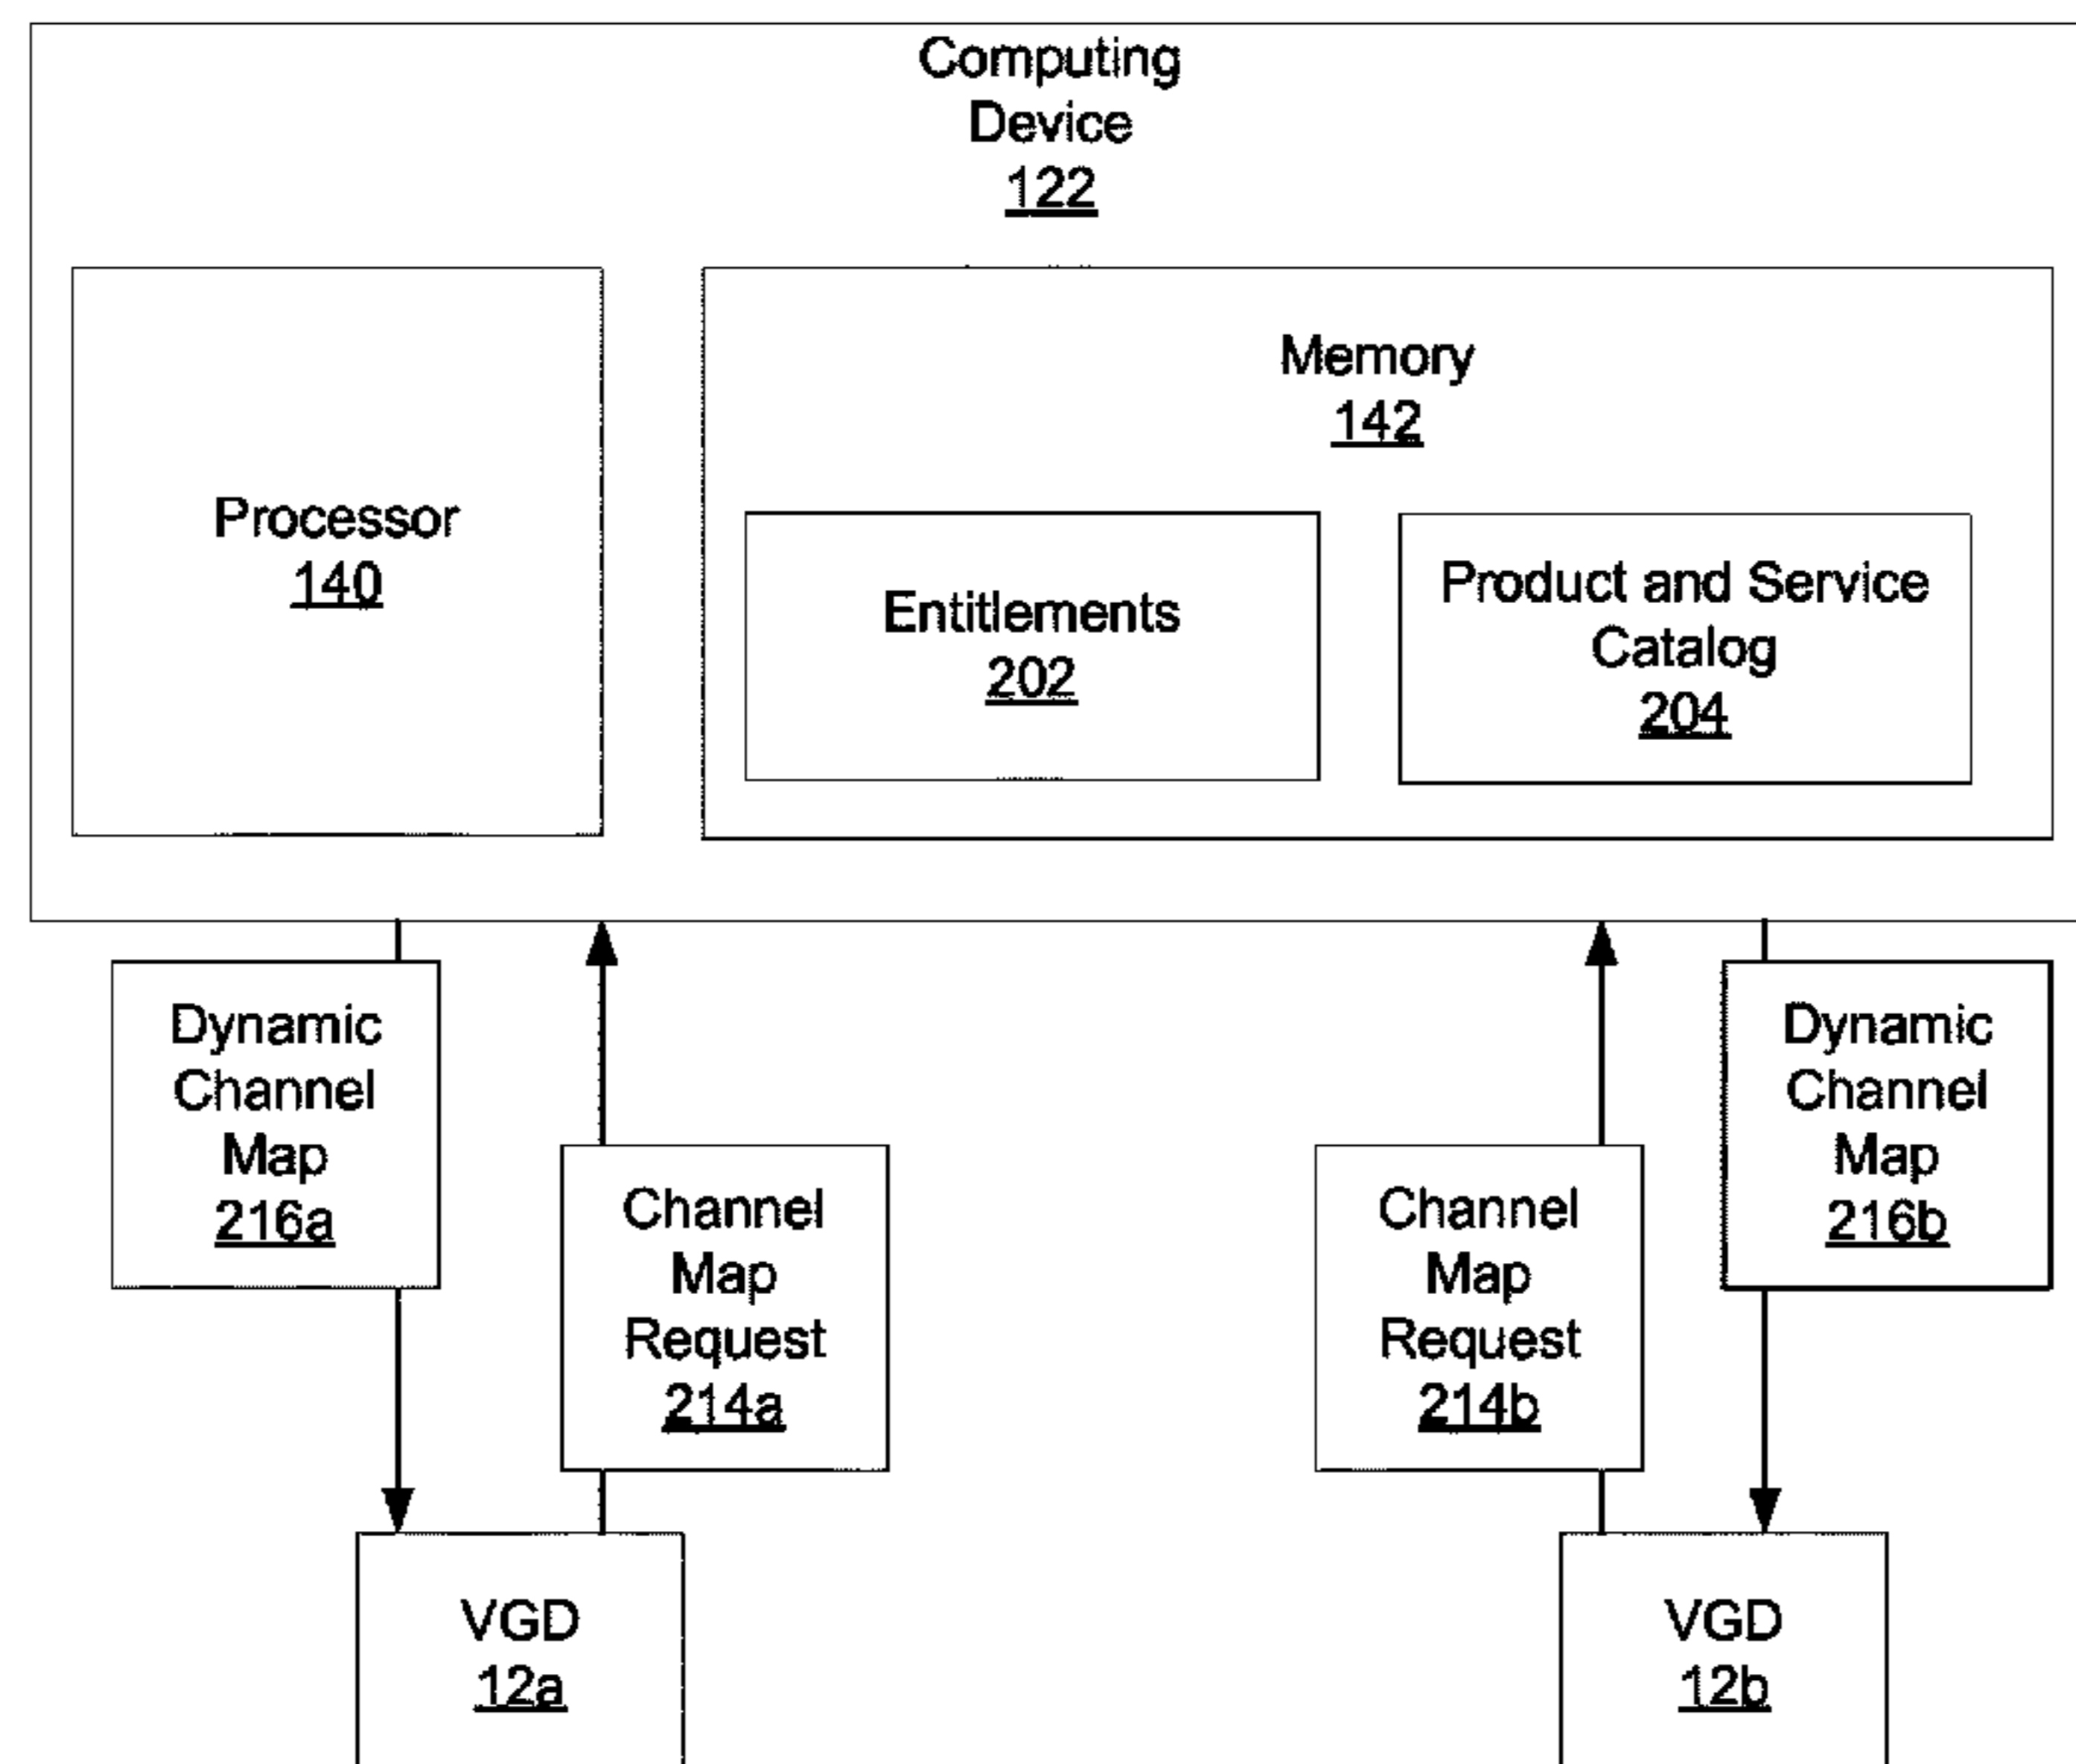 Computing
Device
122
Processor
140
Memory
142
Entitlements
202
Product and Service
Catalog
204
Dynamic
Channel
Map
216a
Channel
Map
Request
214a
Channel
Map
Request
214b
Dynamic
Channel
Map
216b
VGD
12a
VGD
12b